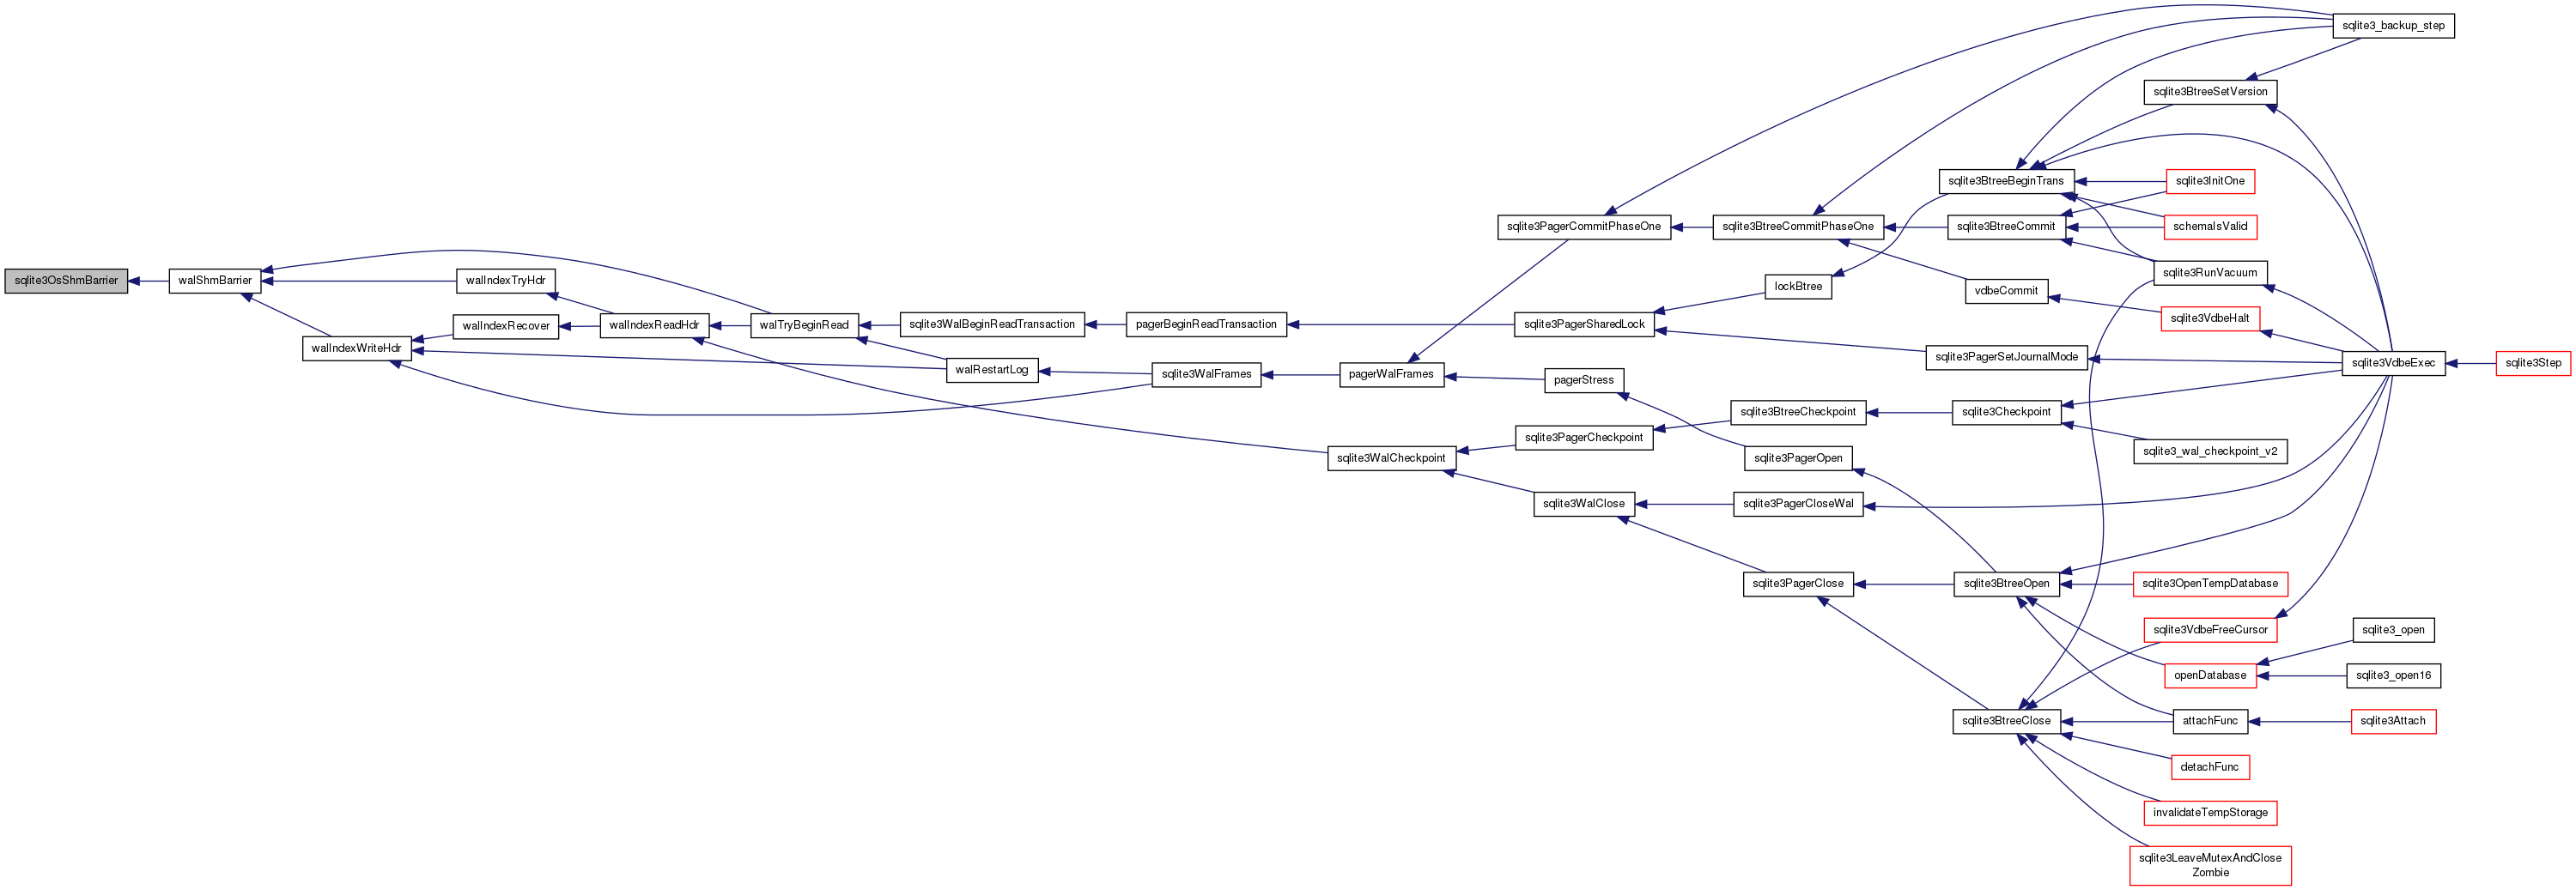 sqlite3OsShmBarrier
walShmBarrier
walIndexTryHdr
walIndexRecover
walIndexWriteHdr
walIndexReadHdr
walTryBeginRead
sqlite3WalBeginReadTransaction
walRestartLog
pagerBeginReadTransaction
sqlite3WalFrames
pagerWalFrames
sqlite3WalCheckpoint
sqlite3PagerCommitPhaseOne
sqlite3PagerSharedLock
pagerStress
sqlite3PagerCheckpoint
sqlite3WalClose
lockBtree
sqlite3BtreeCheckpoint
sqlite3PagerOpen
sqlite3PagerCloseWal
sqlite3PagerClose
sqlite3BtreeCommitPhaseOne
sqlite3BtreeBeginTrans
sqlite3BtreeCommit
vdbeCommit
sqlite3PagerSetJournalMode
sqlite3Checkpoint
sqlite3BtreeOpen
sqlite3BtreeClose
sqlite3_backup_step
sqlite3BtreeSetVersion
sqlite3InitOne
schemaIsValid
sqlite3RunVacuum
sqlite3VdbeHalt
sqlite3VdbeExec
sqlite3Step
sqlite3_wal_checkpoint_v2
sqlite3OpenTempDatabase
sqlite3VdbeFreeCursor
sqlite3_open
openDatabase
sqlite3_open16
attachFunc
sqlite3Attach
detachFunc
invalidateTempStorage
sqlite3LeaveMutexAndClose
Zombie